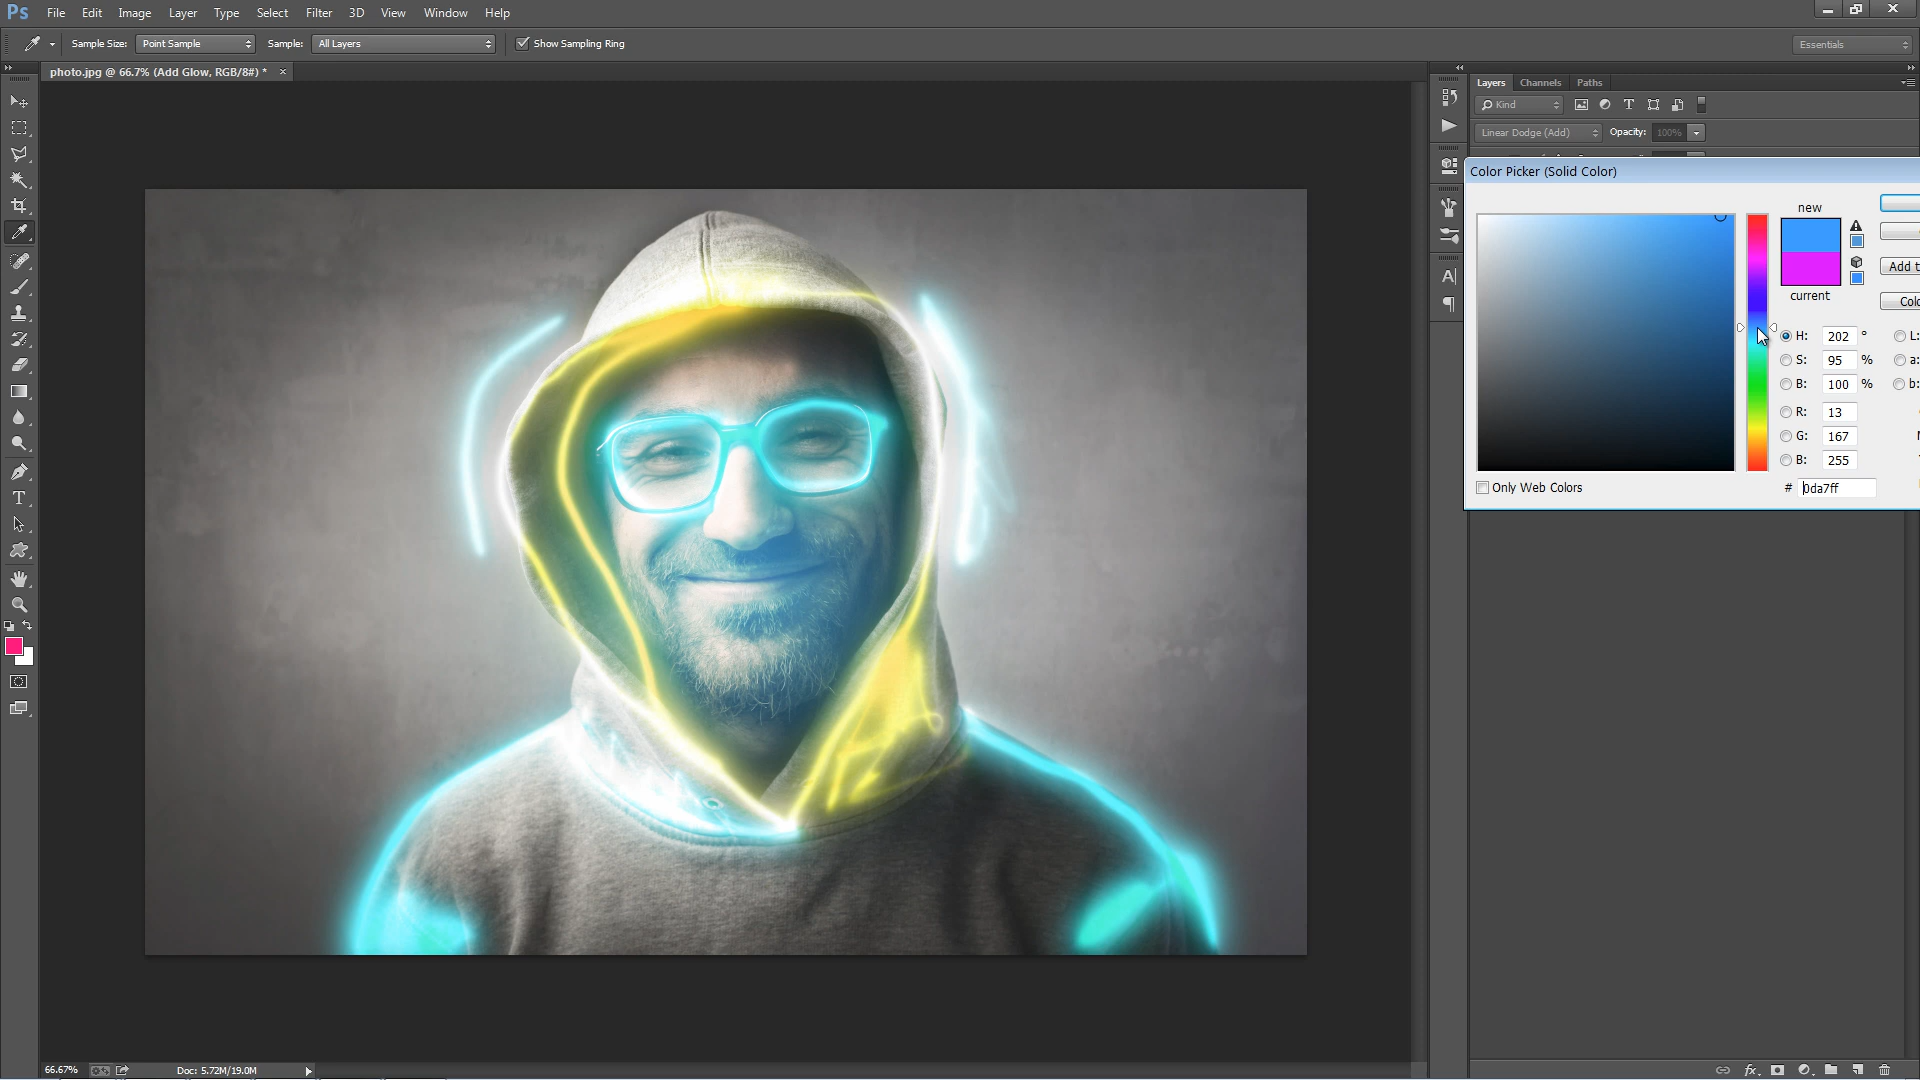 Ps File Edit Image Layer Type Select Filter 3D View Window Help
Sample Size: Point Sample Sample: All Layers Show Sampling Ring Essentials
photo.jpg @ 66.7% (Add Glow, RGB/8#) * ×
Layers Channels Paths
Kind
Linear Dodge (Add) Opacity: 100%
Color Picker (Solid Color)
new
Add t
current
Colo
H: 202 ° L:
S: 95 % a:
B: 100 % b:
R: 13
G: 167
B: 255
Only Web Colors # 0da7ff
66.67% Doc: 5.72M/19.0M